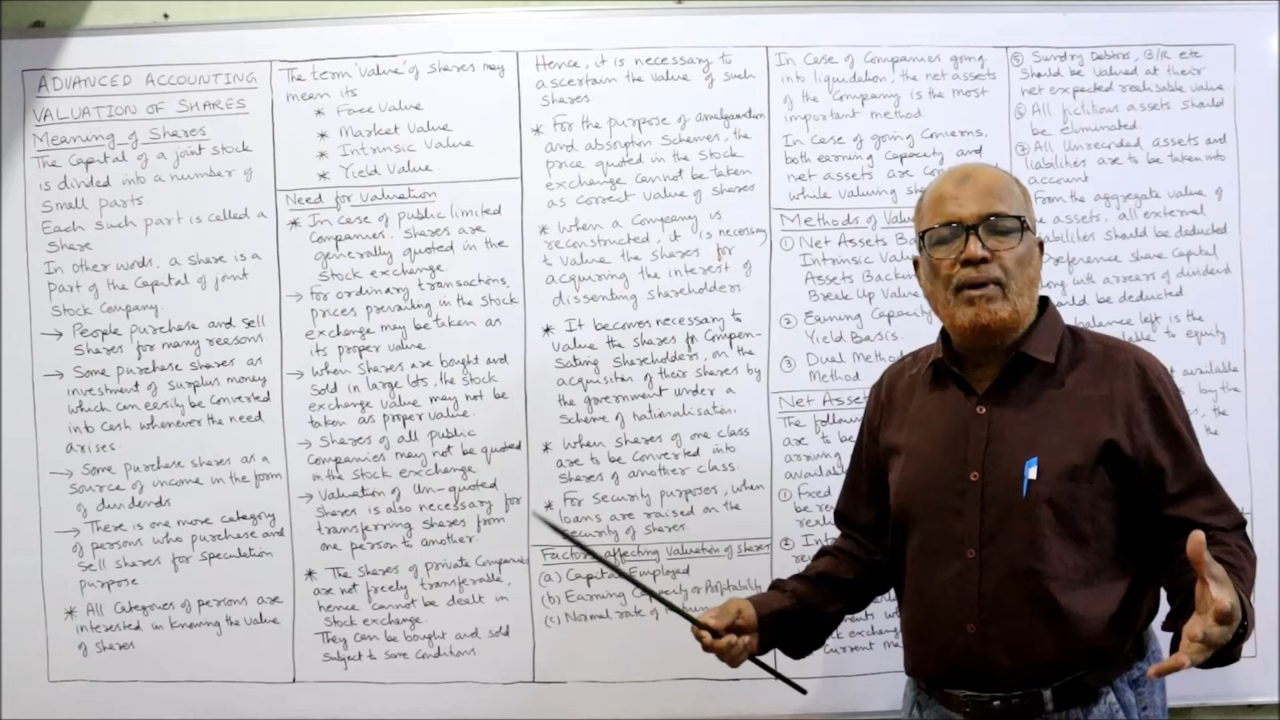 ADVANCED ACCOUNTING
VALUATION OF SHARES
Meaning of Shares
The Capital of a joint stock
is divided into a number of
Small parts
Each such part is called a
Share
In other words, a share is a
part of the Capital of joint
Stock Company.
→ People purchase and sell
Shares for many reasons.
→ Some purchase shares as
investment of surplus money
which can easily be converted
into Cash whenever the need
arises.
→ Some purchase shares as a
source of income in the form
of dividends
→ There is one more category
of persons who purchase and
sell shares for speculation
purpose
* All Categories of persons are
interested in knowing the value
of shares
The term 'Value' of Shares may
mean its
* Face Value
* Market Value
* Intrinsic Value
* Yield Value
Need for Valuation
* In case of public limited
Companies. Shares are
generally quoted in the
Stock exchange.
→ For ordinary transactions,
prices prevailing in the stock
exchange may be taken as
its proper value.
→ When shares are bought and
Sold in large lots, the stock
exchange value may not be
taken as proper value.
→ Shares of all public
Companies may not be quoted
in the Stock exchange
→ Valuation of Un-quoted
Shares is also necessary for
transferring shares from
one person to another.
* The Shares of private Companies
are not freely transferable,
hence cannot be dealt in
Stock exchange.
They can be bought and sold
subject to some conditions
Hence, it is necessary to
ascertain the value of such
shares.
* For the purpose of amalgamation
and absorption Schemes, the
price quoted in the Stock
exchange cannot be taken
as correct value of Shares
* When a Company is
reconstructed, it is necessary
to value the shares for
acquiring the interest of
dissenting shareholders.
* It becomes necessary to
Value the shares for Compen-
sating Shareholders, on the
acquisition of their shares by
the government under a
Scheme of nationalisation.
* When shares of one class
are to be converted into
Shares of another class.
* For Security purposes, when
loans are raised on the
Security of shares.
Factors affecting Valuation of Shares
(a) Capital Employed
(b) Earning Capacity or Profitability
(c) Normal rate of
In Case of Companies going
into liquidation, the net assets
of the Company is the most
important method.
In case of going Concerns,
both earning Capacity and
net assets are
while valuing
Methods of
① Net Assets
Intrinsic
Assets
Break Up Value
② Earning Capacity
Yield Basis.
③ Dual Method
Method
Net
The
are to be
arriving
① Fixed
be
②
⑤ Sundry Debtors, B/R etc
Should be Valued at their
net expected realisable value.
⑥ All fictitious assets should
be eliminated
⑦ All Unrecorded assets and
liabilities are to be taken into
account.
From the aggregate value of
assets, all external
should be deducted
share Capital
with arrears of dividend
be deducted
balance left is the
to equity
available
by the
the